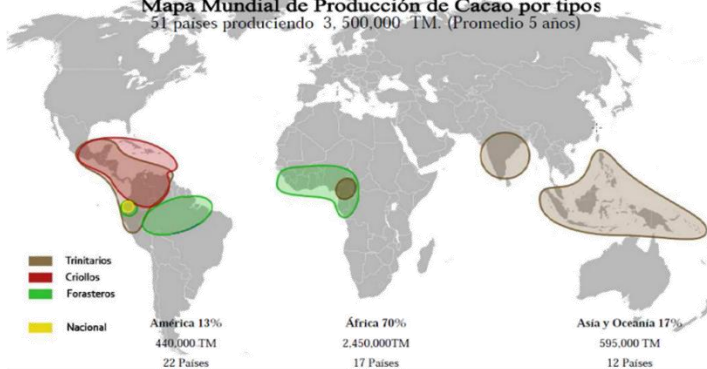 Mapa Mundial de Producción de Cacao por tipos
51 países produciendo 3, 500,000 TM. (Promedio 5 años)
Trinitarios
Criollos
Forasteros
Nacional
América 13%
440,000 TM
22 Países
África 70%
2,450,000TM
17 Países
Asía y Oceanía 17%
595,000 TM
12 Países